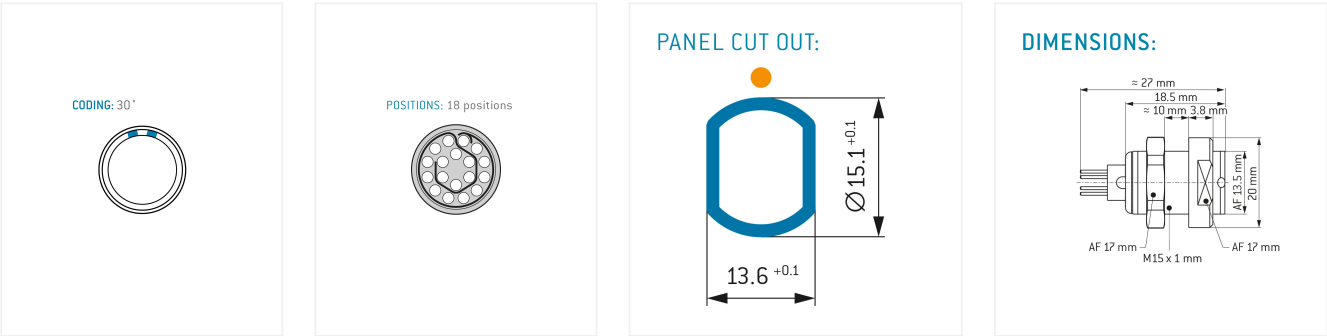 CODING: 30°
POSITIONS: 18 positions
PANEL CUT OUT:
Ø15.1 +0.1
13.6 +0.1
DIMENSIONS:
≈ 27 mm
18.5 mm
≈ 10 mm 3.8 mm
AF 13.5 mm
20 mm
AF 17 mm
AF 17 mm
M15 x 1 mm